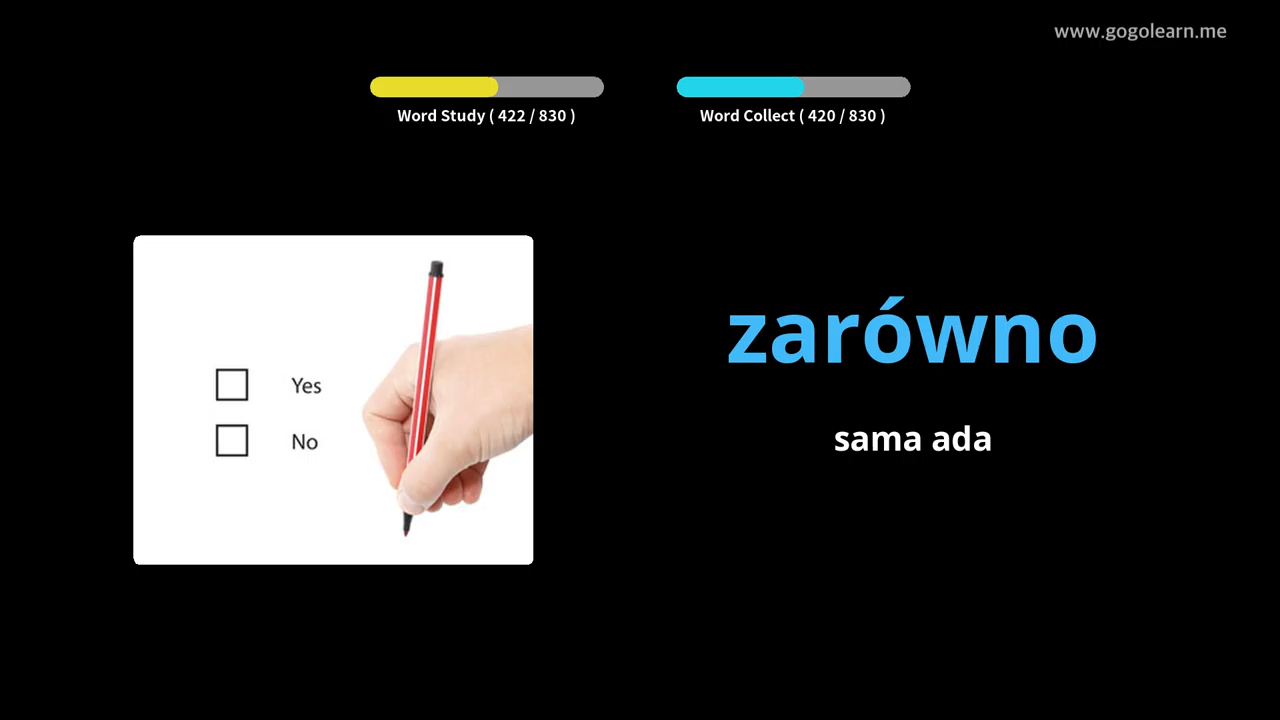 www.gogolearn.me
Word Study ( 422 / 830 )
Word Collect ( 420 / 830 )
Yes
No
zarówno
sama ada